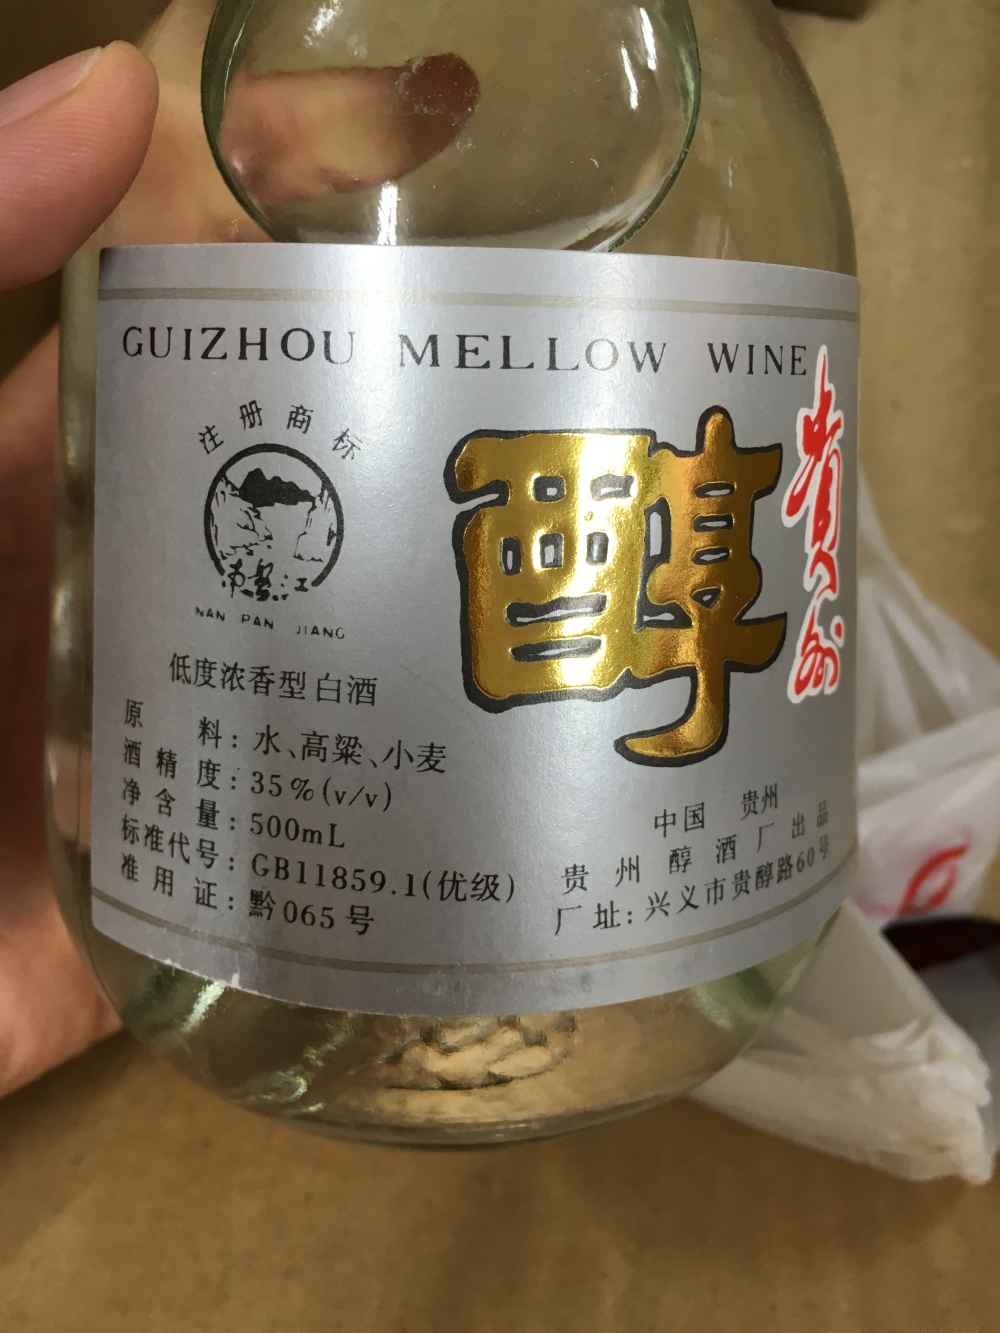 GUIZHOU MELLOW WINE
注册商标
南盘江
NAN PAN JIANG
贵州
醇
低度浓香型白酒
原料:水、高粱、小麦
酒精度:35%(v/v)
净含量:500mL
标准代号:GB11859.1(优级)
准用证:黔065号
中国 贵州
贵州醇酒厂出品
厂址:兴义市贵醇路60号